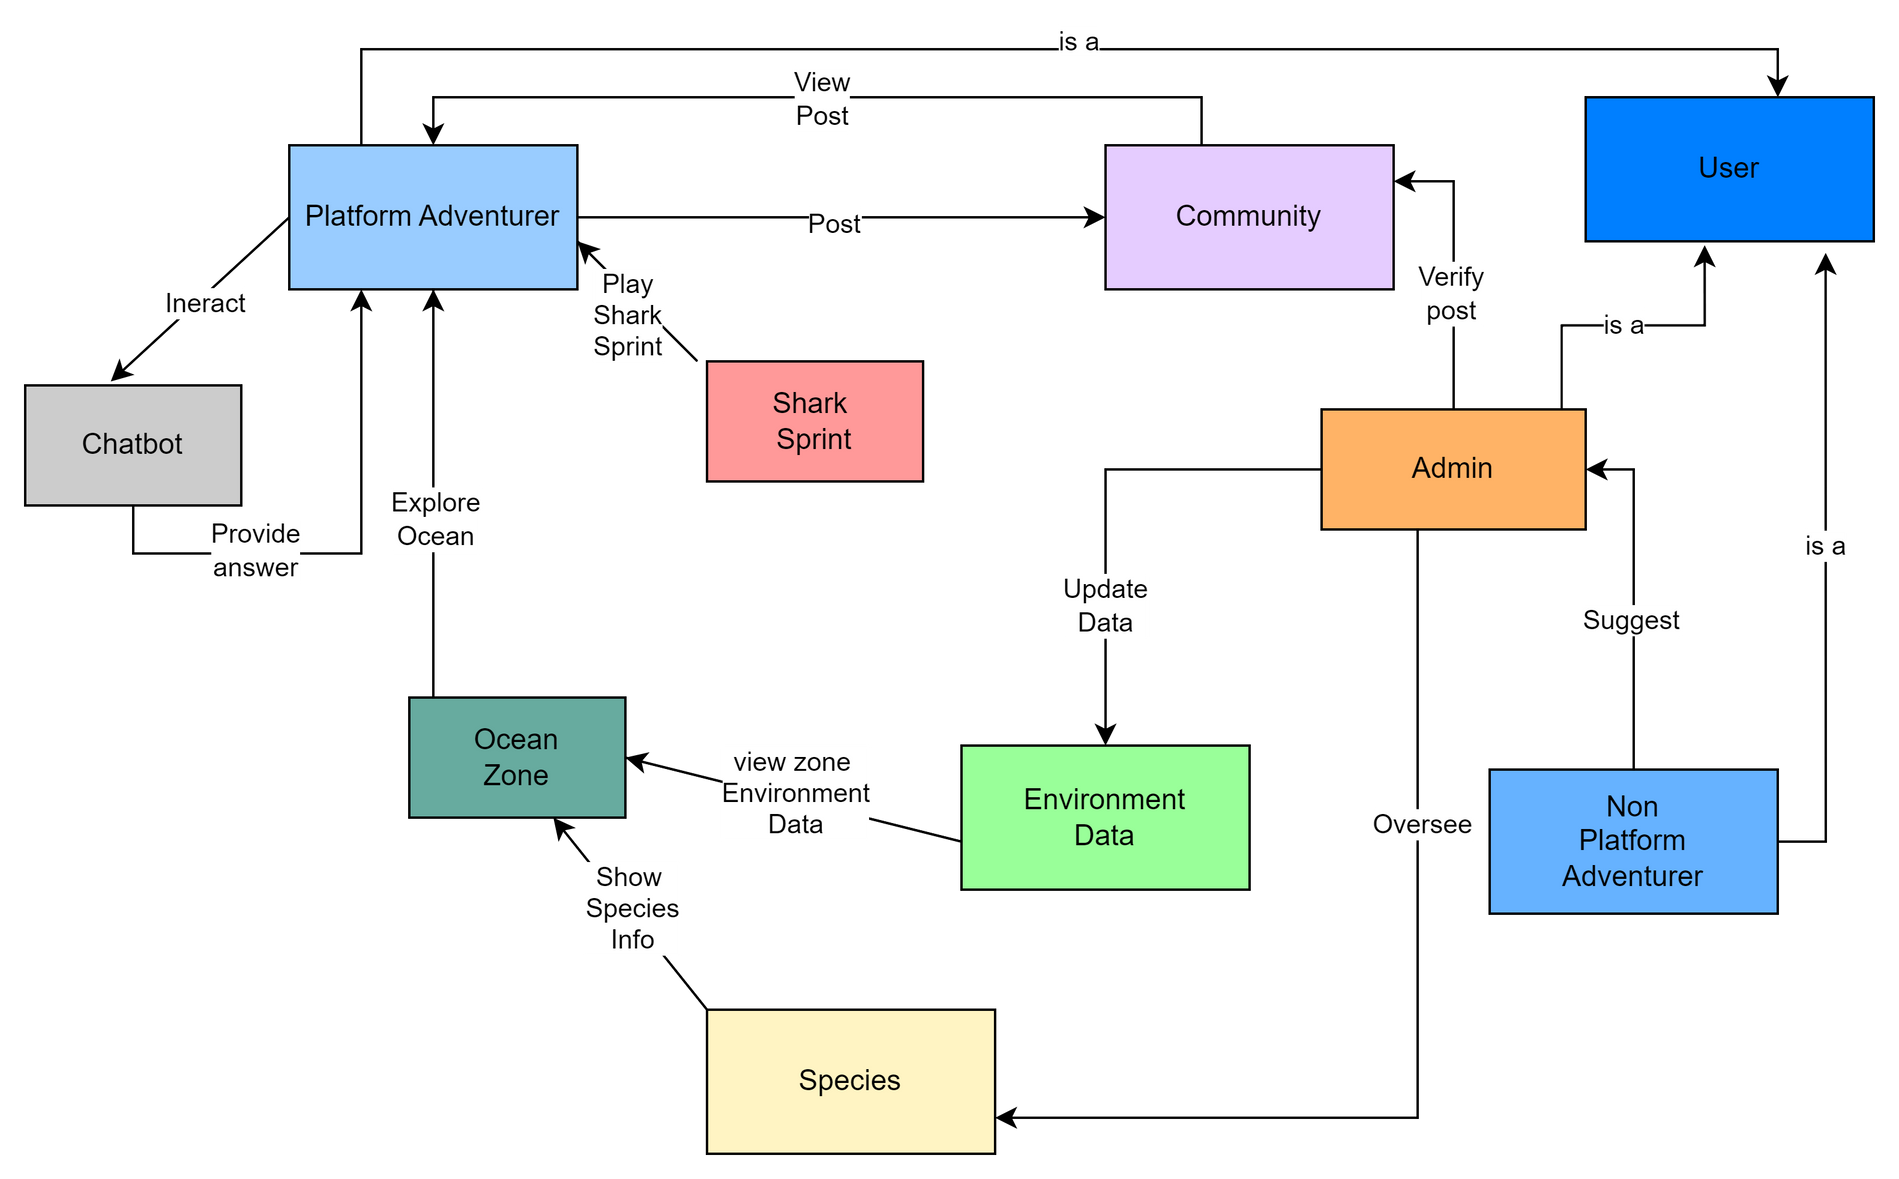 is a
View
Post
User
Platform Adventurer
Post
Community
Verify
post
Play
Shark
Sprint
Ineract
is a
Shark
Sprint
Chatbot
Admin
Explore
Ocean
Provide
answer
is a
Update
Data
Suggest
Ocean
Zone
view zone
Environment
Data
Environment
Data
Oversee
Non
Platform
Adventurer
Show
Species
Info
Species